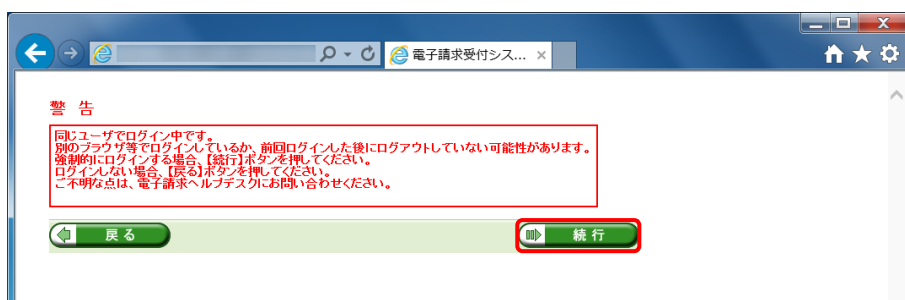 電子請求受付シス...
警 告
同じユーザでログイン中です。
別のブラウザ等でログインしているか、前回ログインした後にログアウトしていない可能性があります。
強制的にログインする場合、【続行】ボタンを押してください。
ログインしない場合、【戻る】ボタンを押してください。
ご不明な点は、電子請求ヘルプデスクにお問い合わせください。
戻 る
続 行